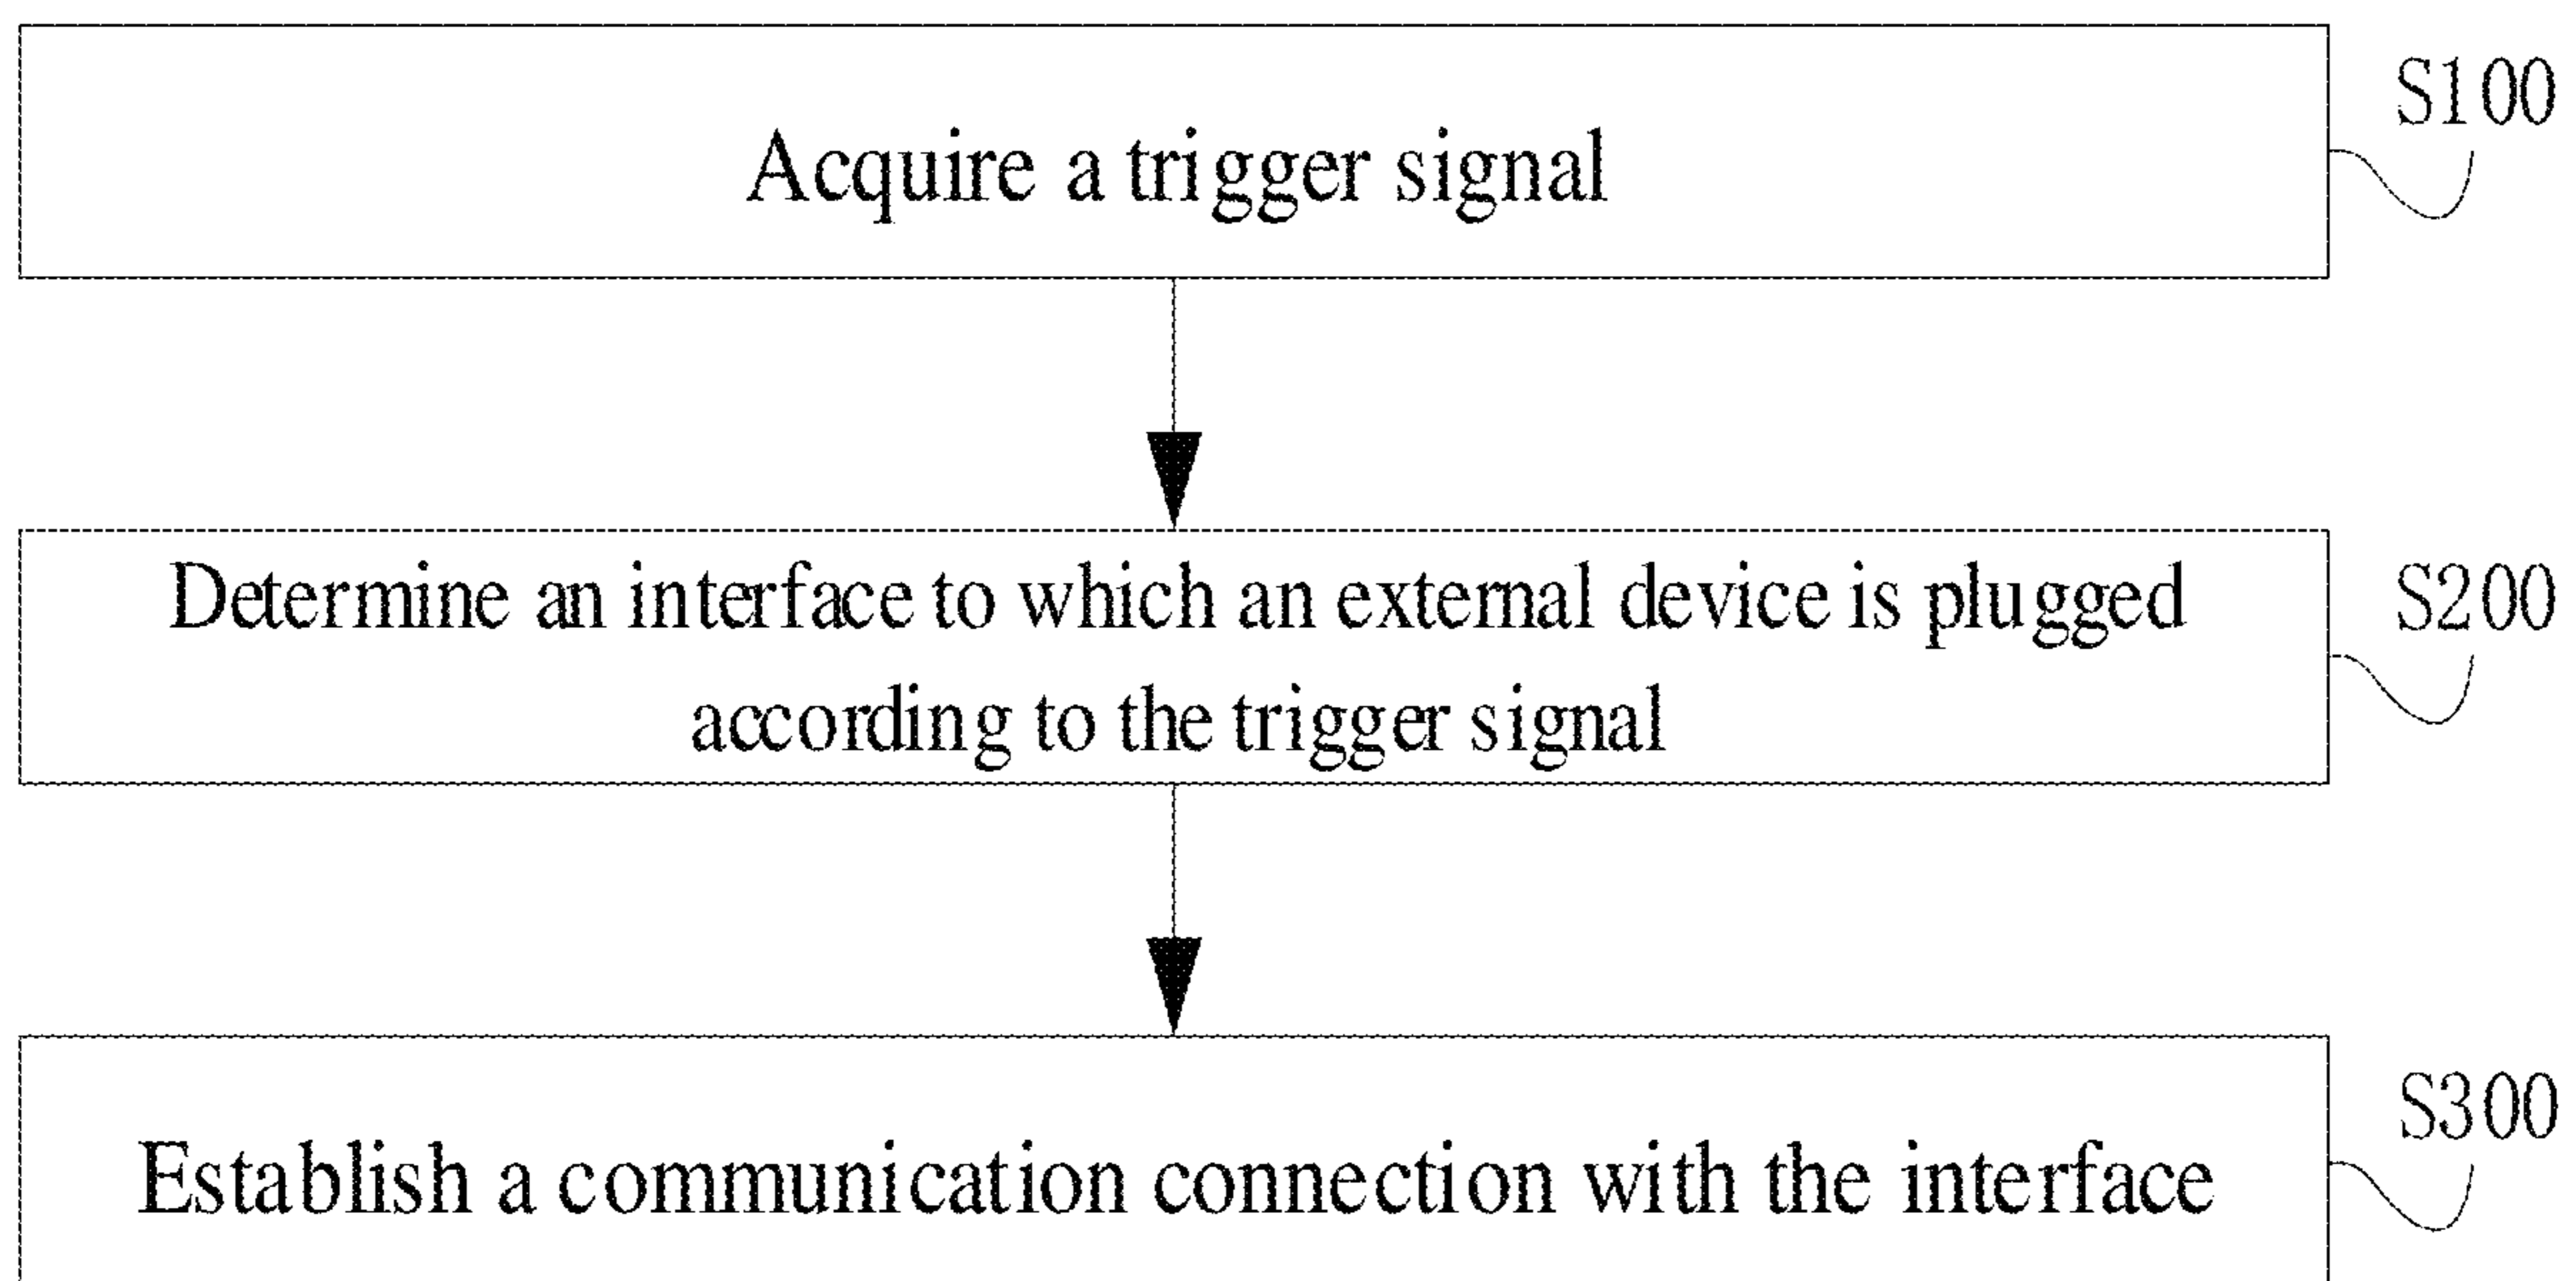 S100
Acquire a trigger signal
S200
Determine an interface to which an external device is plugged
according to the trigger signal
S300
Establish a communication connection with the interface